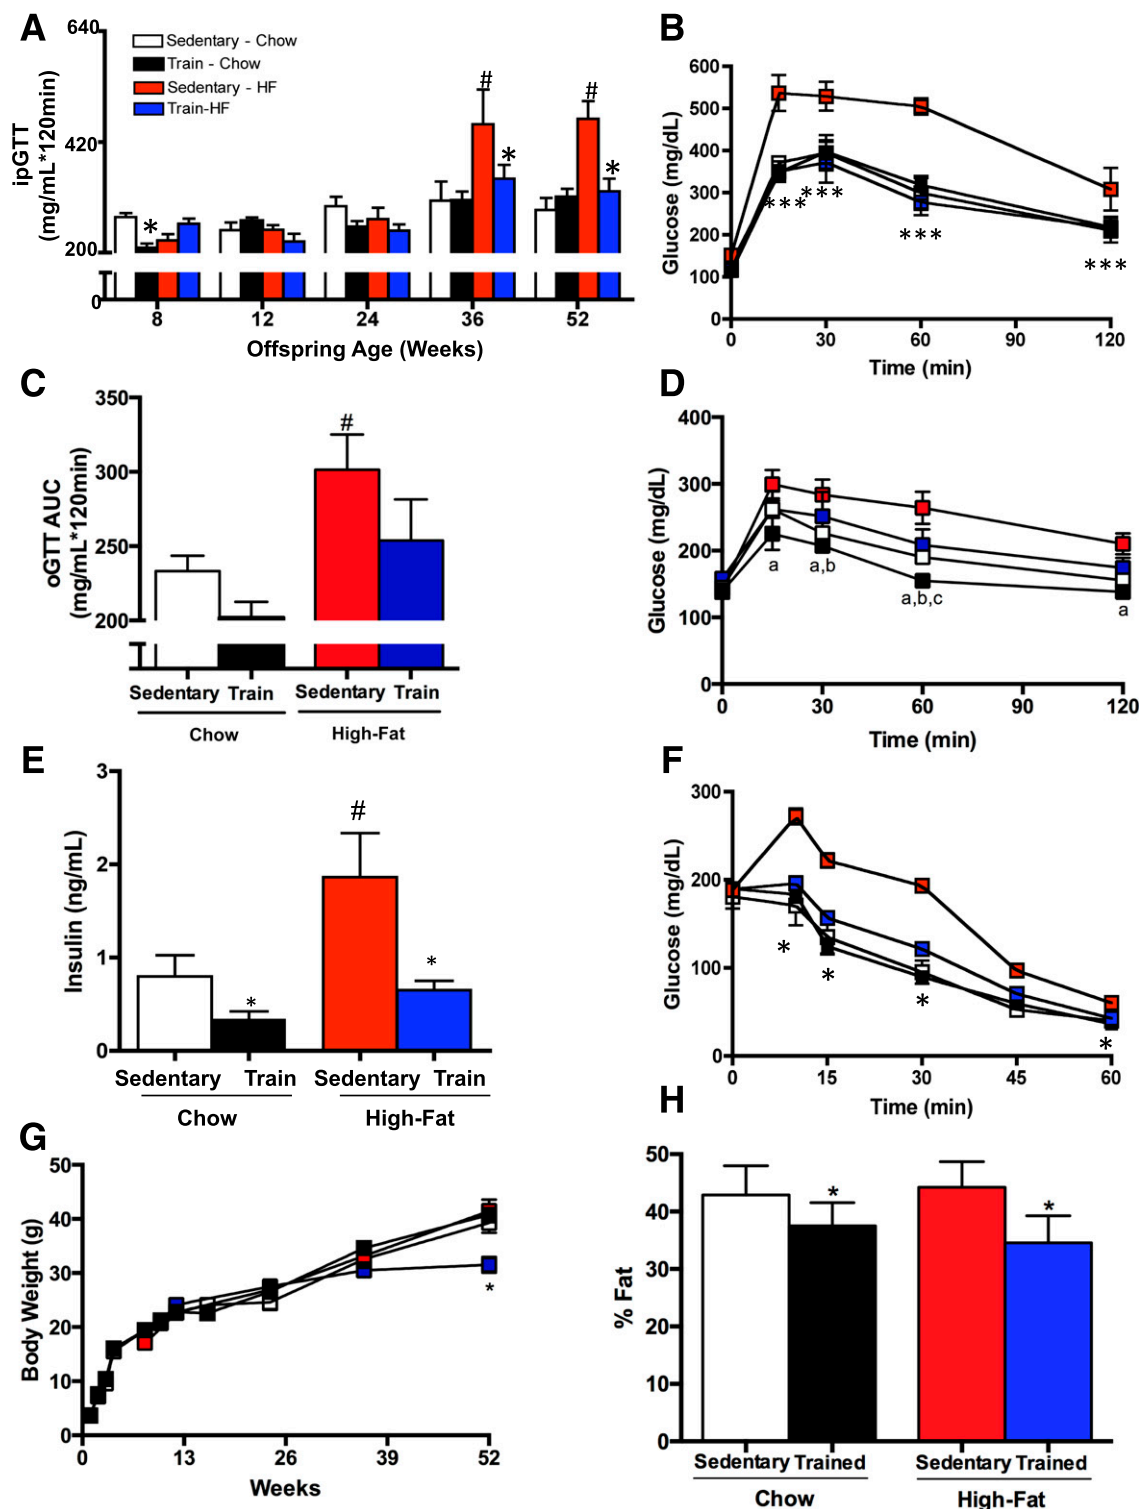 A
640
420
200
0
ipGTT
(mg/mL*120min)
Sedentary - Chow
Train - Chow
Sedentary - HF
Train-HF
*
#
*
#
*
8 12 24 36 52
Offspring Age (Weeks)
B
600
500
400
300
200
100
0
Glucose (mg/dL)
*** ***
***
***
0 30 60 90 120
Time (min)
C
350
300
250
200
oGTT AUC
(mg/mL*120min)
#
Sedentary Train Sedentary Train
Chow High-Fat
D
400
300
200
100
0
Glucose (mg/dL)
a a,b a,b,c a
0 30 60 90 120
Time (min)
E
3
2
1
0
Insulin (ng/mL)
*
#
*
Sedentary Train Sedentary Train
Chow High-Fat
F
300
200
100
0
Glucose (mg/dL)
* * * *
0 15 30 45 60
Time (min)
G
50
40
30
20
10
0
Body Weight (g)
*
0 13 26 39 52
Weeks
H
50
40
30
20
10
0
% Fat
* *
Sedentary Trained Sedentary Trained
Chow High-Fat